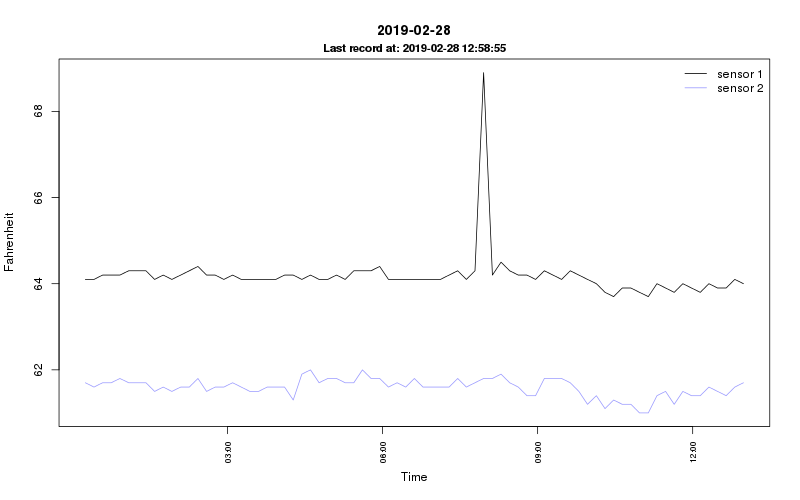 2019-02-28
Last record at: 2019-02-28 12:58:55
sensor 1
sensor 2
68
66
64
62
Fahrenheit
03:00
06:00
09:00
12:00
Time